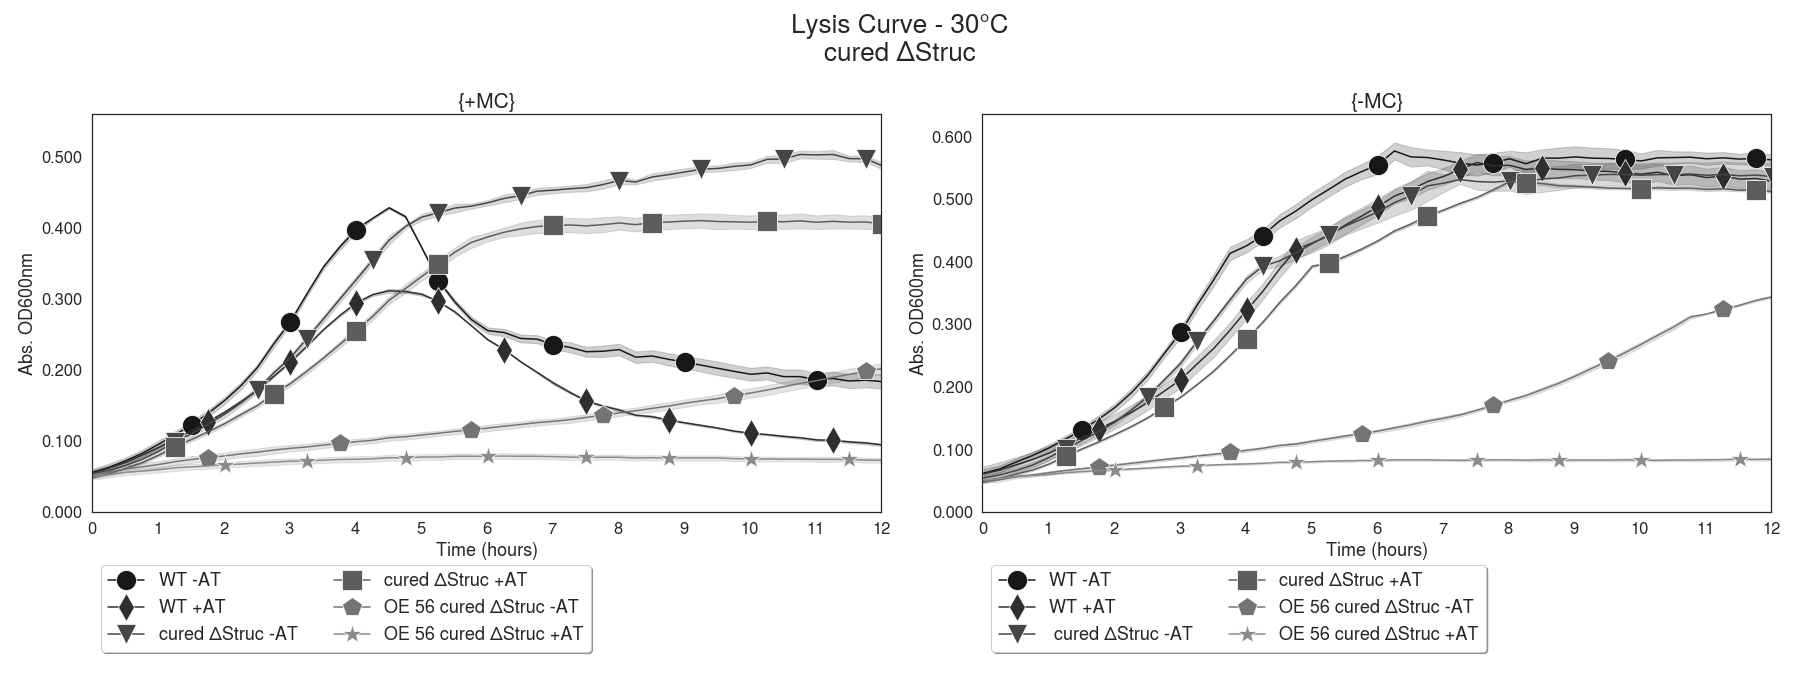 Lysis Curve - 30°C
cured ΔStruc
{+MC}
Abs. OD600nm
0.500
0.400
0.300
0.200
0.100
0.000
0 1 2 3 4 5 6 7 8 9 10 11 12
Time (hours)
WT -AT
WT +AT
cured ΔStruc -AT
cured ΔStruc +AT
OE 56 cured ΔStruc -AT
OE 56 cured ΔStruc +AT
{-MC}
Abs. OD600nm
0.600
0.500
0.400
0.300
0.200
0.100
0.000
0 1 2 3 4 5 6 7 8 9 10 11 12
Time (hours)
WT -AT
WT +AT
cured ΔStruc -AT
cured ΔStruc +AT
OE 56 cured ΔStruc -AT
OE 56 cured ΔStruc +AT